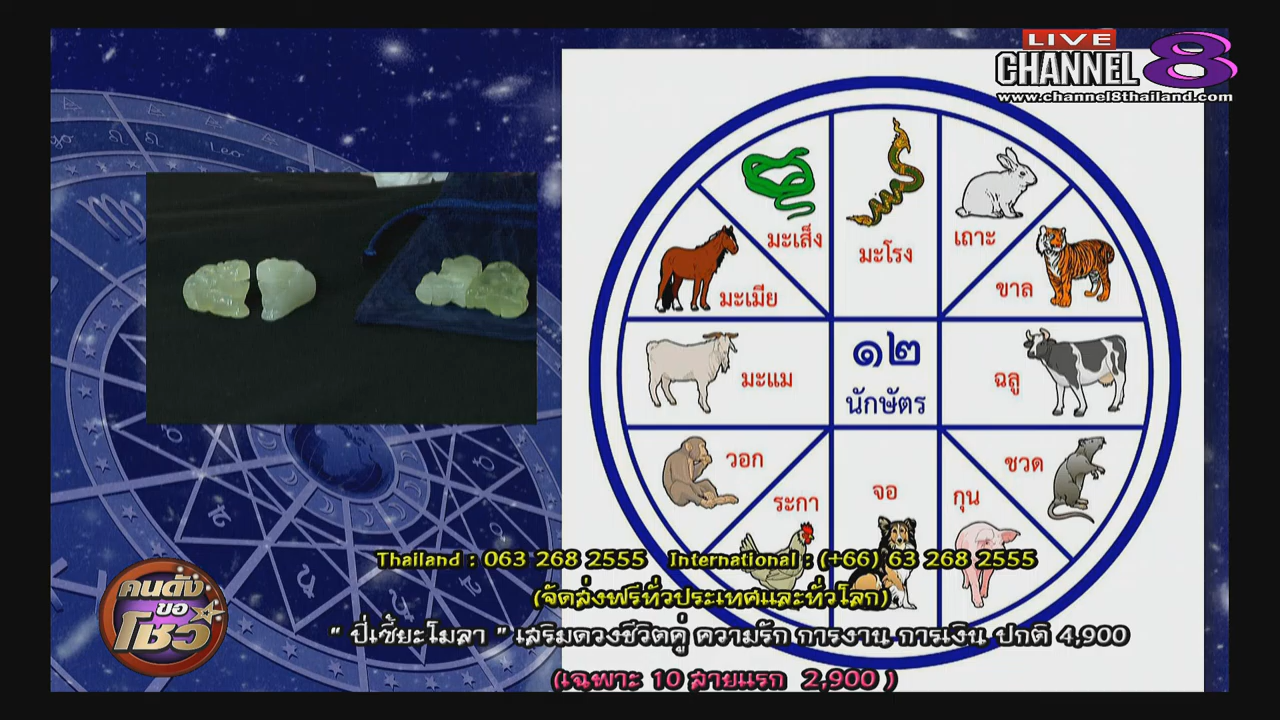 LIVE
CHANNEL 8
www.channel8thailand.com
มะเส็ง
มะโรง
เถาะ
มะเมีย
ขาล
มะแม
๑๒
นักษัตร
ฉลู
วอก
ชวด
ระกา
จอ
กุน
Leo
คนดัง
ขอ
โชว์
Thailand : 063 268 2555 International : (+66) 63 268 2555
(จัดส่งฟรีทั่วประเทศและทั่วโลก)
“ ปี่เซี้ยะโมลา ” เสริมดวงชีวิตคู่ ความรัก การงาน การเงิน ปกติ 4,900
(เฉพาะ 10 สายแรก 2,900 )